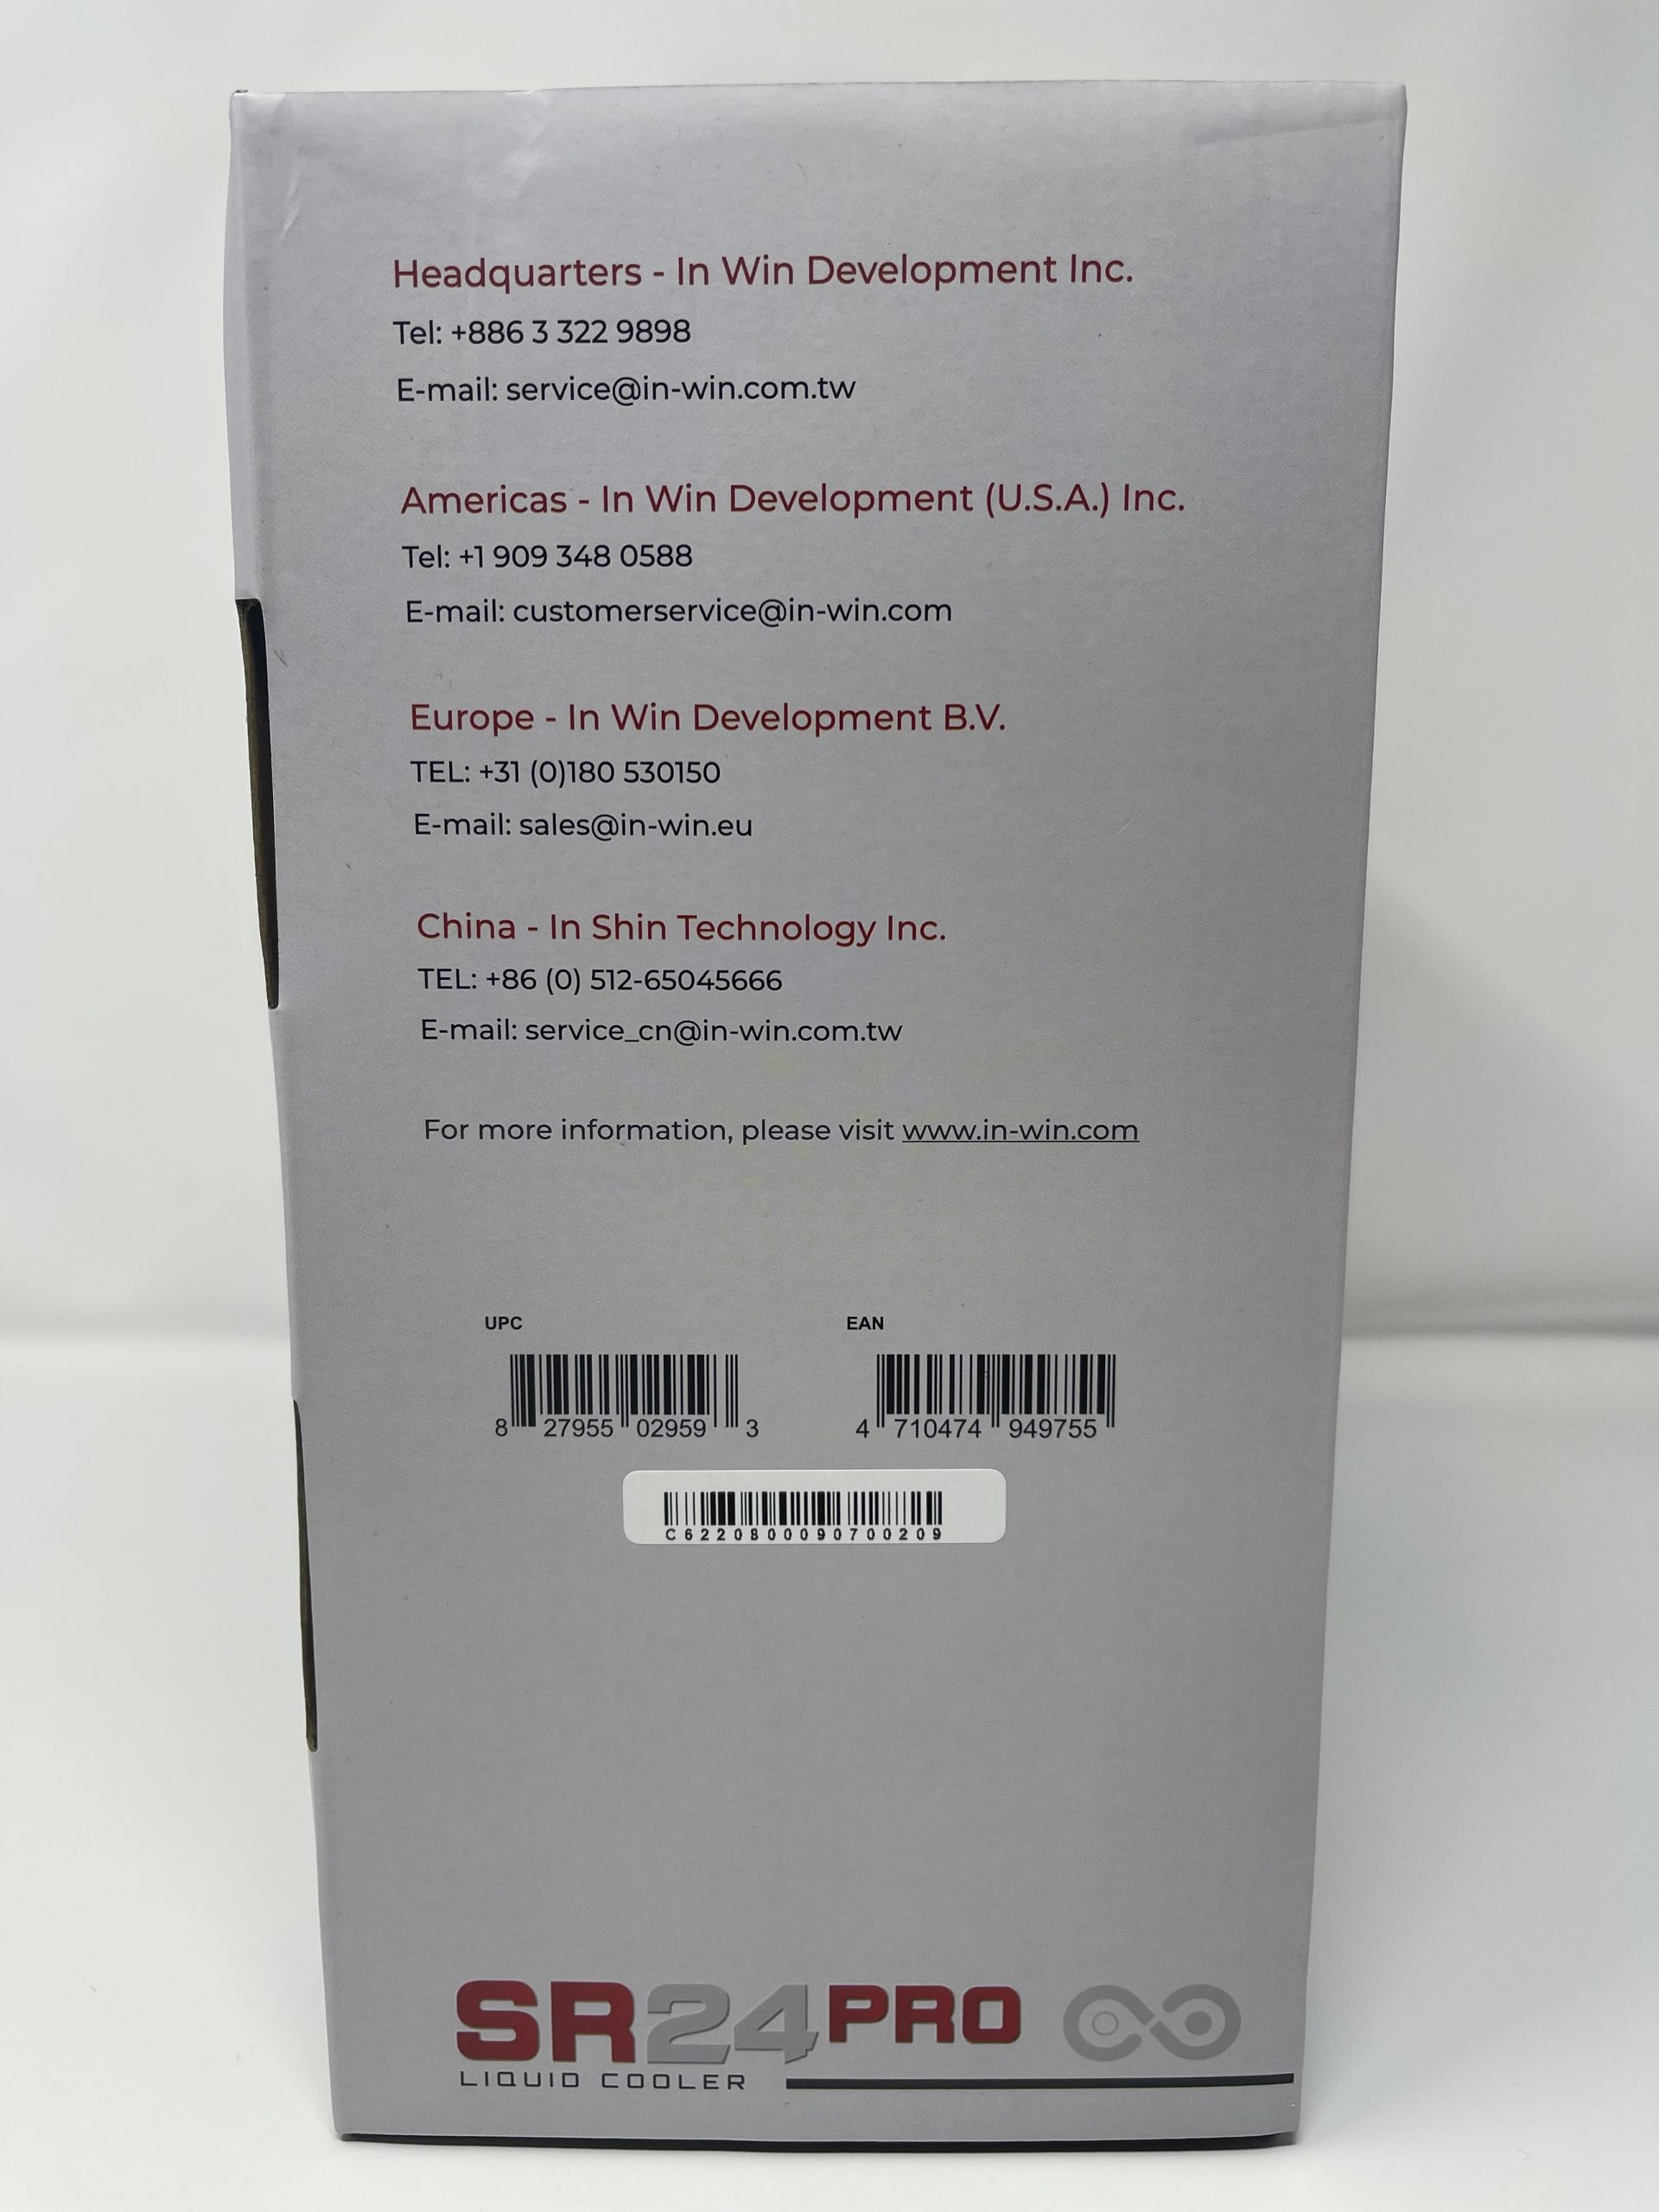 Headquarters - In Win Development Inc.
Tel: +886 3 322 9898
E-mail: service@in-win.com.tw
Americas - In Win Development (U.S.A.) Inc.
Tel: +1 909 348 0588
E-mail: customerservice@in-win.com
Europe - In Win Development B.V.
TEL: +31 (0)180 530150
E-mail: sales@in-win.eu
China - In Shin Technology Inc.
TEL: +86 (0) 512-65045666
E-mail: service_cn@in-win.com.tw
For more information, please visit www.in-win.com
UPC EAN
8 27955 02959 3 4 710474 949755
C6220800090700209
SR24PRO
LIQUID COOLER